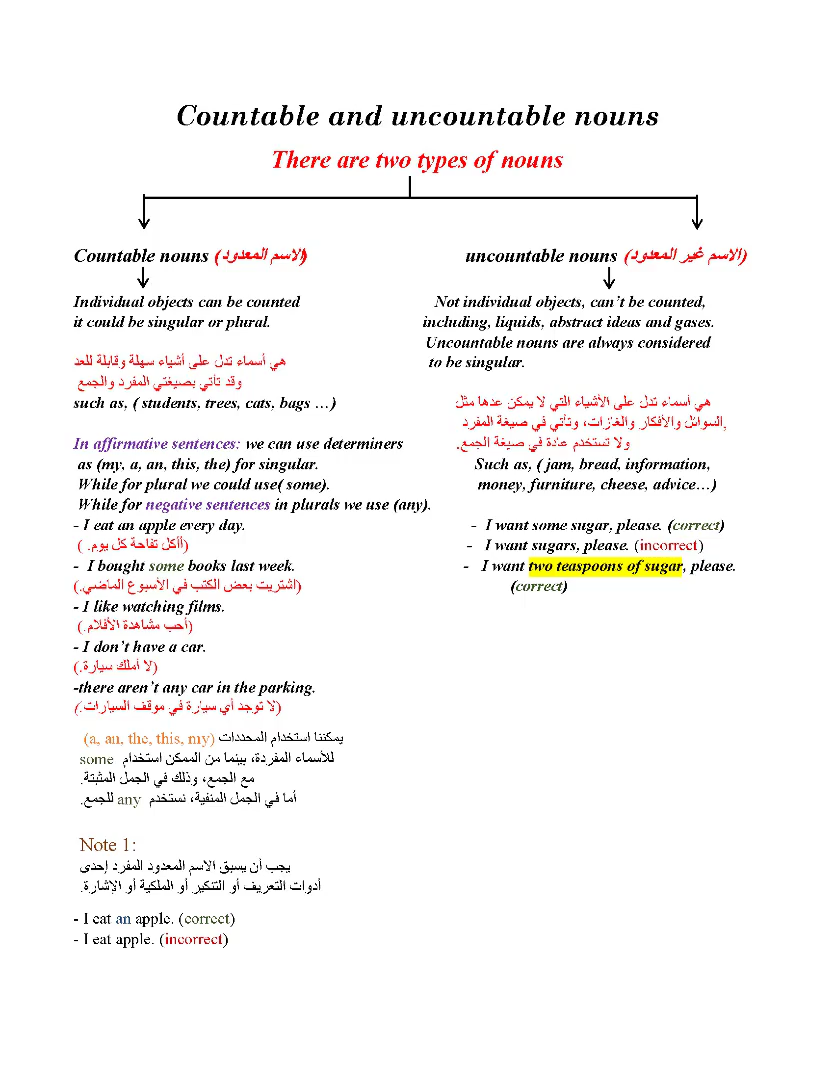 Countable and uncountable nouns
There are two types of nouns
Countable nouns (الاسم المعدود)
Individual objects can be counted
it could be singular or plural.
هي أسماء تدل على أشياء سهلة وقابلة للعد
وقد تأتي بصيغتي المفرد والجمع
such as, ( students, trees, cats, bags …)
In affirmative sentences: we can use determiners
as (my, a, an, this, the) for singular.
While for plural we could use( some).
While for negative sentences in plurals we use (any).
- I eat an apple every day.
(أأكل تفاحة كل يوم. )
- I bought some books last week.
(اشتريت بعض الكتب في الأسبوع الماضي.)
- I like watching films.
(أحب مشاهدة الأفلام.)
- I don't have a car.
(لا أملك سيارة.)
-there aren't any car in the parking.
(لا توجد أي سيارة في موقف السيارات.)
يمكننا استخدام المحددات (a, an, the, this, my)
للأسماء المفردة، بينما من الممكن استخدام some
مع الجمع، وذلك في الجمل المثبتة.
أما في الجمل المنفية، نستخدم any للجمع.
Note 1:
يجب أن يسبق الاسم المعدود المفرد إحدى
أدوات التعريف أو التنكير أو الملكية أو الإشارة.
- I eat an apple. (correct)
- I eat apple. (incorrect)
uncountable nouns (الاسم غير المعدود)
Not individual objects, can't be counted,
including, liquids, abstract ideas and gases.
Uncountable nouns are always considered
to be singular.
هي أسماء تدل على الأشياء التي لا يمكن عدها مثل
السوائل والأفكار والغازات، وتأتي في صيغة المفرد,
ولا تستخدم عادة في صيغة الجمع.
Such as, ( jam, bread, information,
money, furniture, cheese, advice…)
- I want some sugar, please. (correct)
- I want sugars, please. (incorrect)
- I want two teaspoons of sugar, please.
(correct)